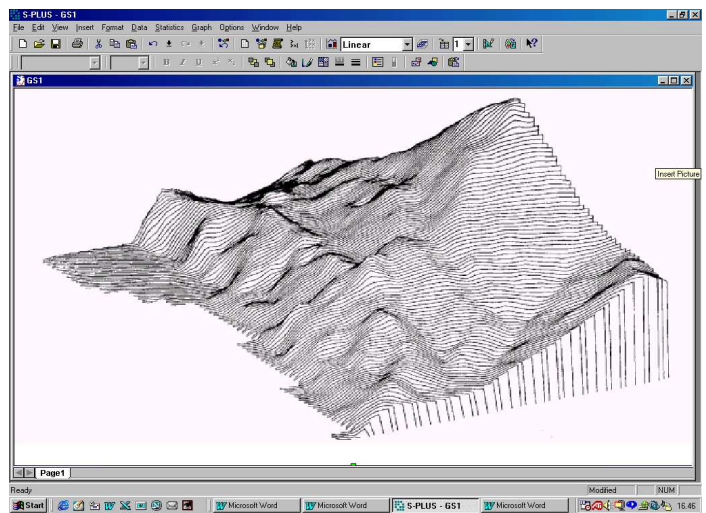 S-PLUS - GS1
File Edit View Insert Format Data Statistics Graph Options Window Help
Linear 1
B I U
GS1
Insert Picture
Page1
Ready Modified NUM
Start Microsoft Word Microsoft Word S-PLUS - GS1 Microsoft Word 16.46